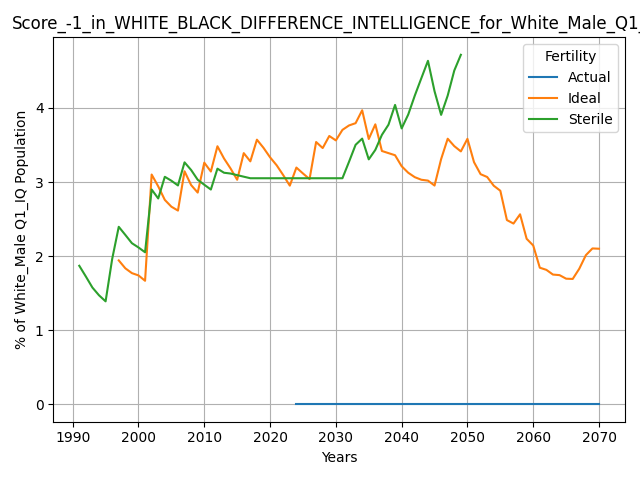 Score_-1_in_WHITE_BLACK_DIFFERENCE_INTELLIGENCE_for_White_Male_Q1_
Fertility
Actual
Ideal
Sterile
% of White_Male Q1_IQ Population
4
3
2
1
0
1990 2000 2010 2020 2030 2040 2050 2060 2070
Years